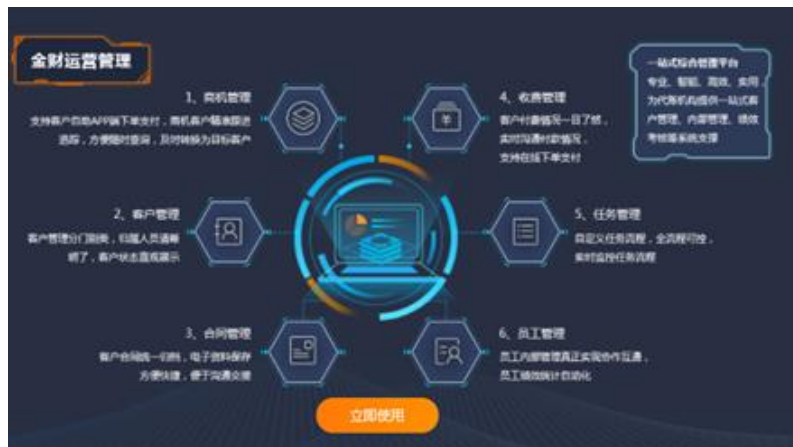 金财运营管理
一站式综合管理平台
专业、智能、高效、实用，
为代账机构提供一站式客
户管理、内部管理、绩效
考核等系统支撑
1、商机管理
支持客户自助APP端下单支付，商机客户精准跟进
追踪，方便随时查询，及时转换为目标客户
2、客户管理
客户管理分门别类，归属人员清晰
明了，客户状态直观展示
3、合同管理
客户合同统一归档，电子资料保存
方便快捷，便于沟通交接
4、收费管理
客户付费情况一目了然，
实时沟通付款情况，
支持在线下单支付
5、任务管理
自定义任务流程，全流程可控，
实时监控任务流程
6、员工管理
员工内部管理真正实现协作互通，
员工绩效统计自动化
立即使用